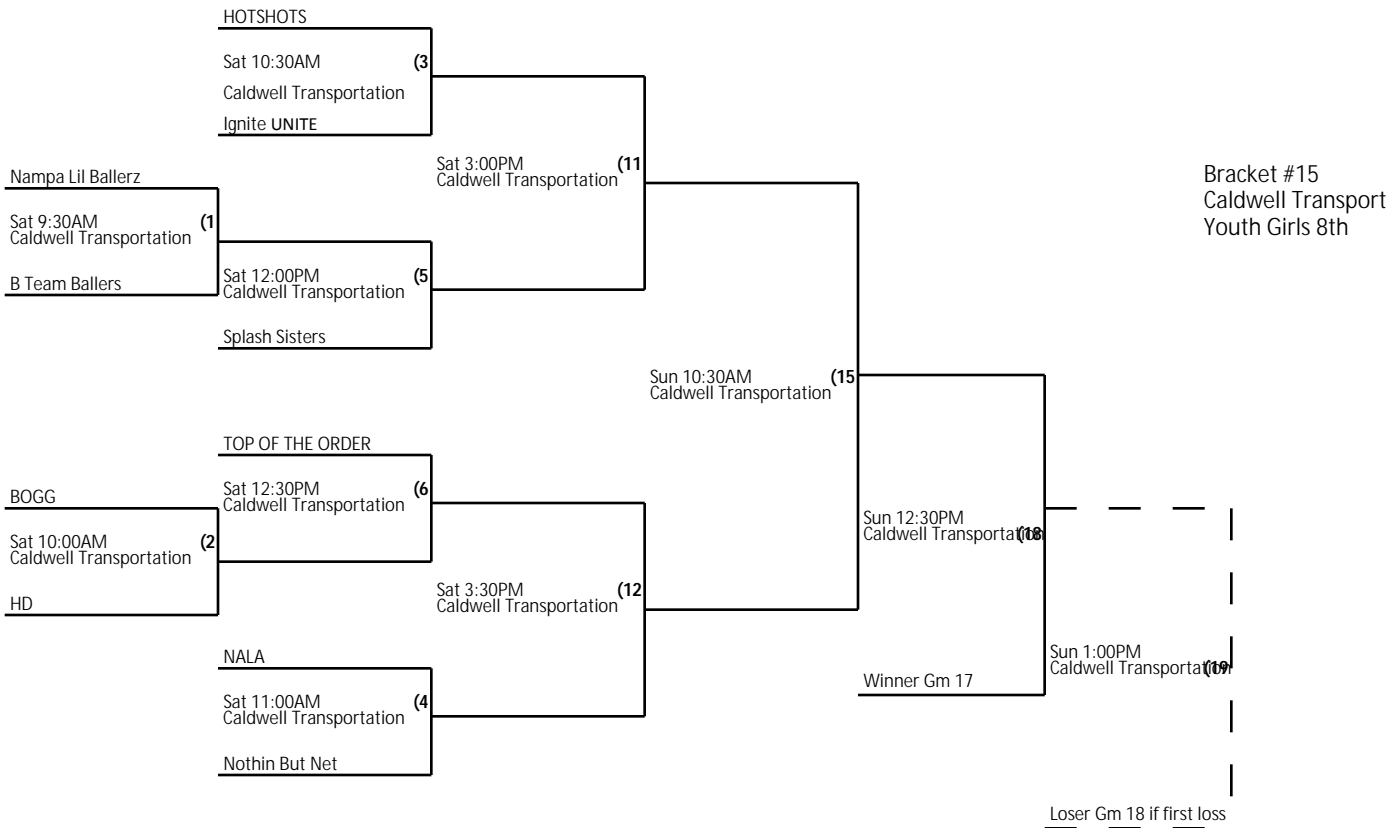 HOTSHOTS
Sat 10:30AM (3
Caldwell Transportation
Ignite UNITE
Sat 3:00PM (11
Caldwell Transportation
Bracket #15
Caldwell Transport
Youth Girls 8th
Nampa Lil Ballerz
Sat 9:30AM (1
Caldwell Transportation
B Team Ballers
Sat 12:00PM (5
Caldwell Transportation
Splash Sisters
Sun 10:30AM (15
Caldwell Transportation
TOP OF THE ORDER
BOGG
Sat 12:30PM (6
Caldwell Transportation
Sat 10:00AM (2
Caldwell Transportation
HD
Sun 12:30PM
Caldwell Transportation (18
Sat 3:30PM (12
Caldwell Transportation
NALA
Sat 11:00AM (4
Caldwell Transportation
Nothin But Net
Winner Gm 17
Sun 1:00PM
Caldwell Transportation (19
Loser Gm 18 if first loss